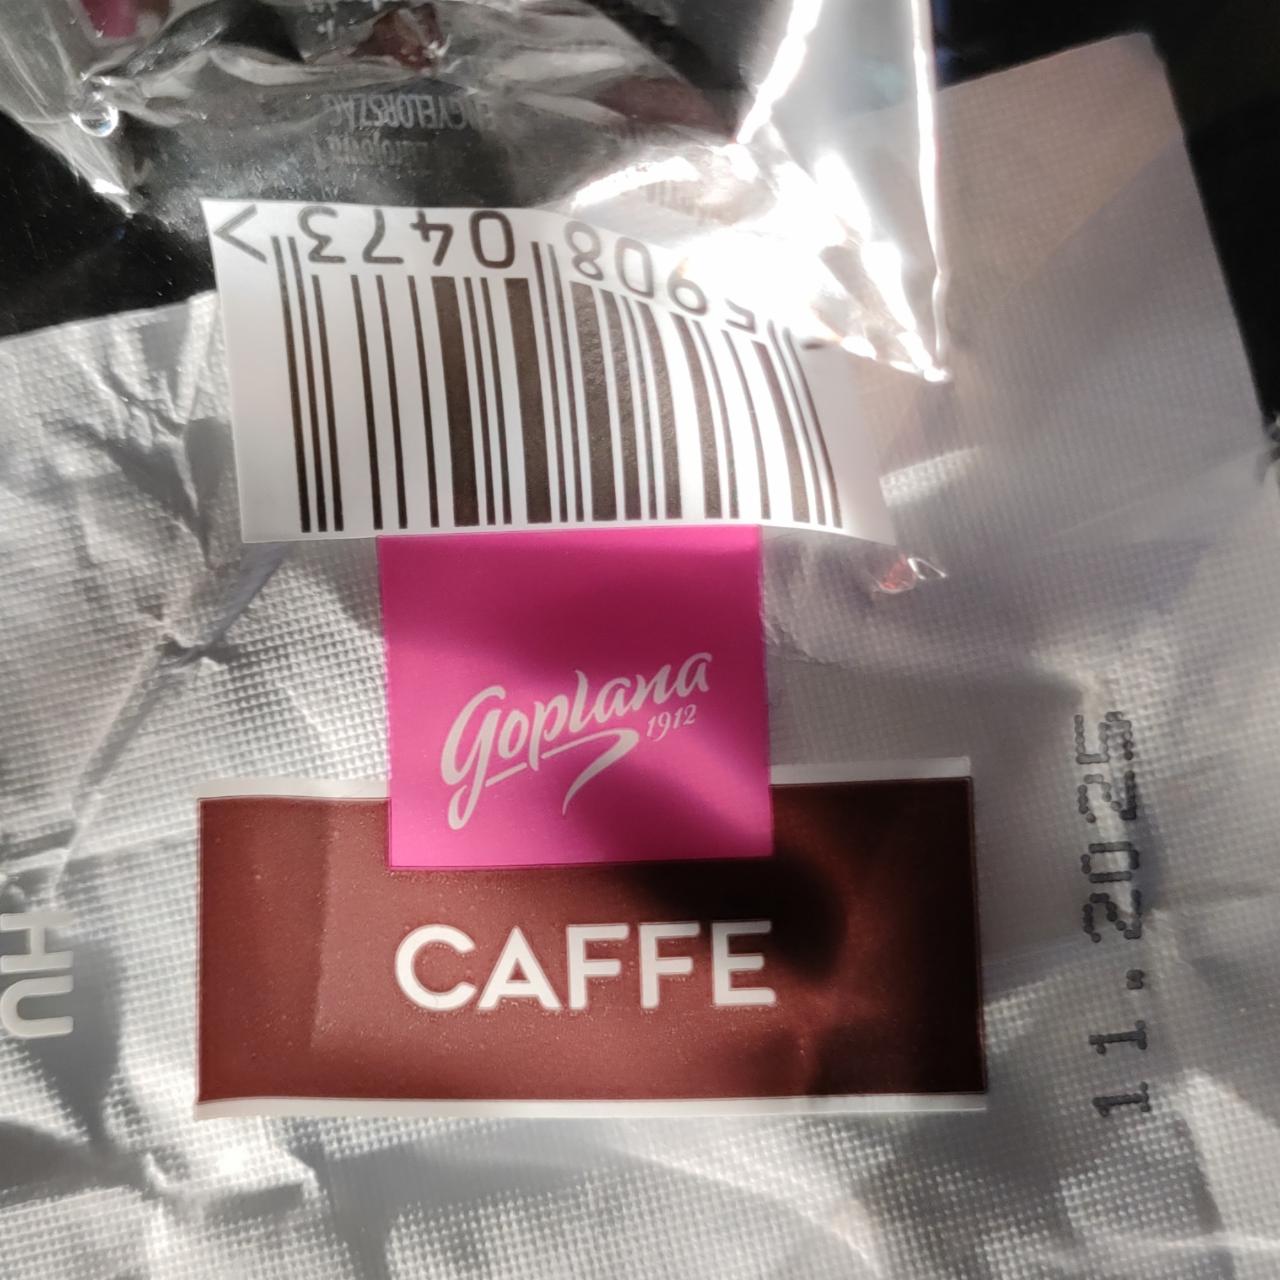 5908 0473 >
Goplana
1912
CAFFE
HU
11.2025